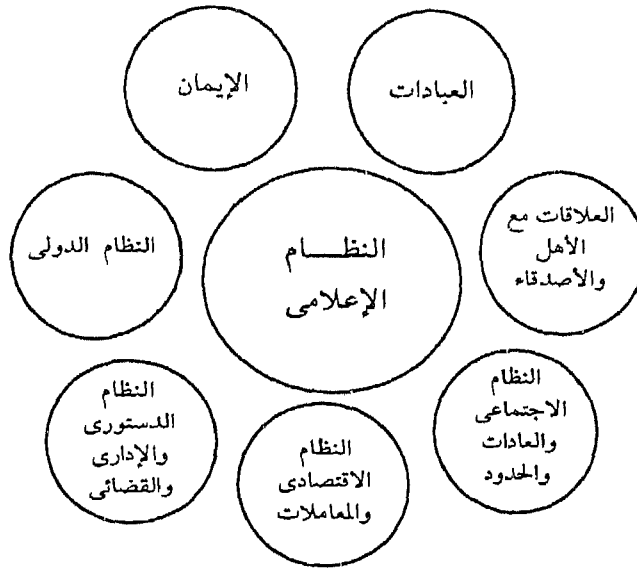 العبادات
الإيمان
العلاقات مع
الأهل
والأصدقاء
النظـــام
الإعلامى
النظام الدولى
النظام
الاجتماعى
والعادات
والحدود
النظام
الاقتصادى
والمعاملات
النظام
الدستورى
والإدارى
والقضائى